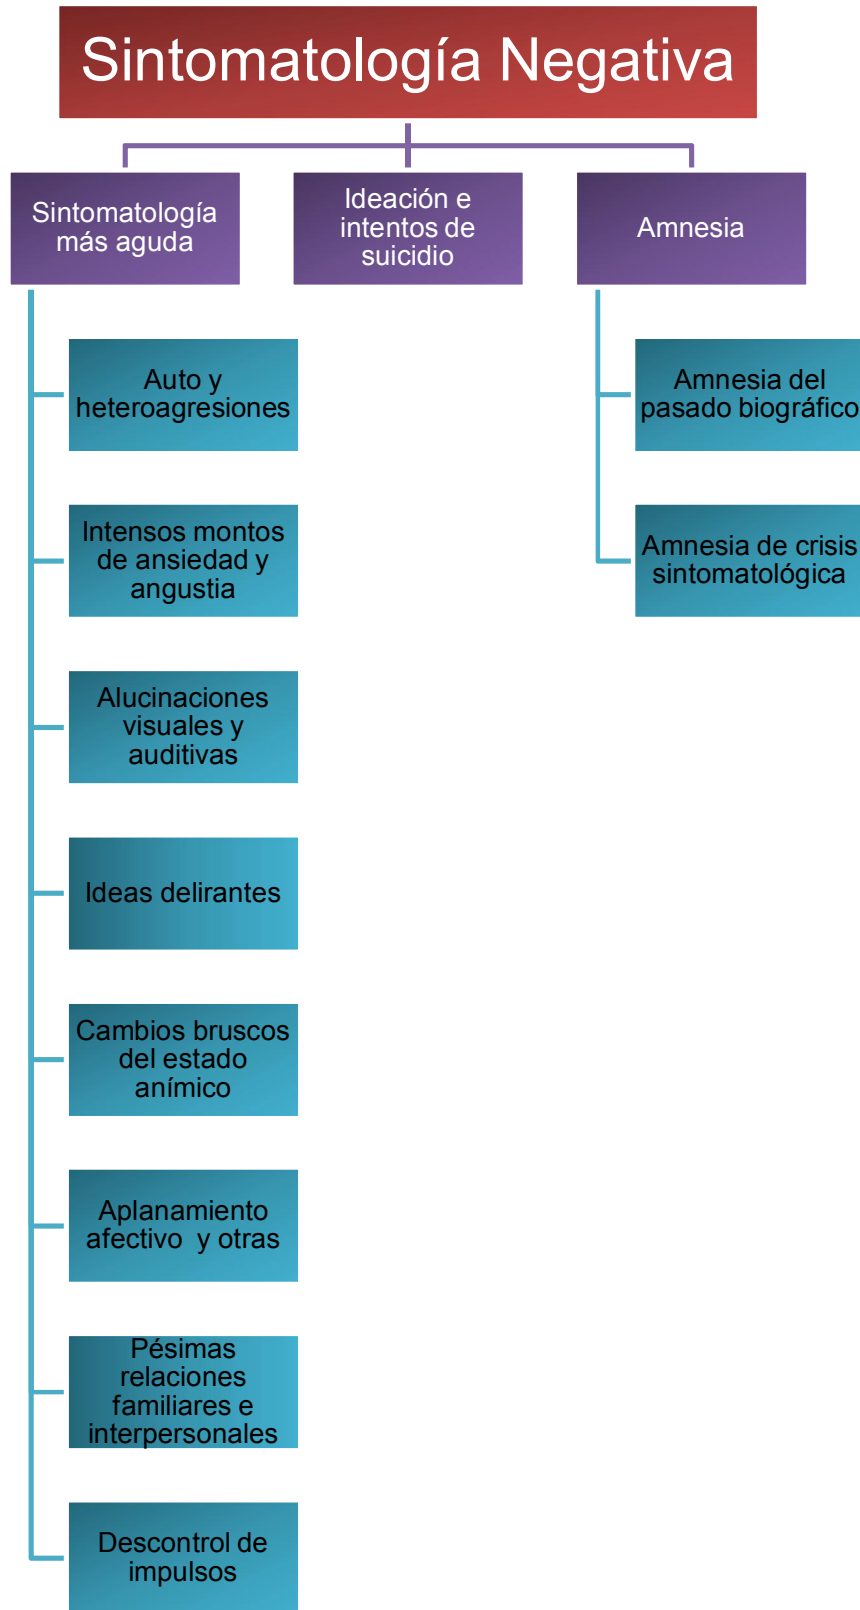 Sintomatología Negativa
Sintomatología
más aguda
Ideación e
intentos de
suicidio
Amnesia
Auto y
heteroagresiones
Intensos montos
de ansiedad y
angustia
Alucinaciones
visuales y
auditivas
Ideas delirantes
Cambios bruscos
del estado
anímico
Aplanamiento
afectivo y otras
Pésimas
relaciones
familiares e
interpersonales
Descontrol de
impulsos
Amnesia del
pasado biográfico
Amnesia de crisis
sintomatológica